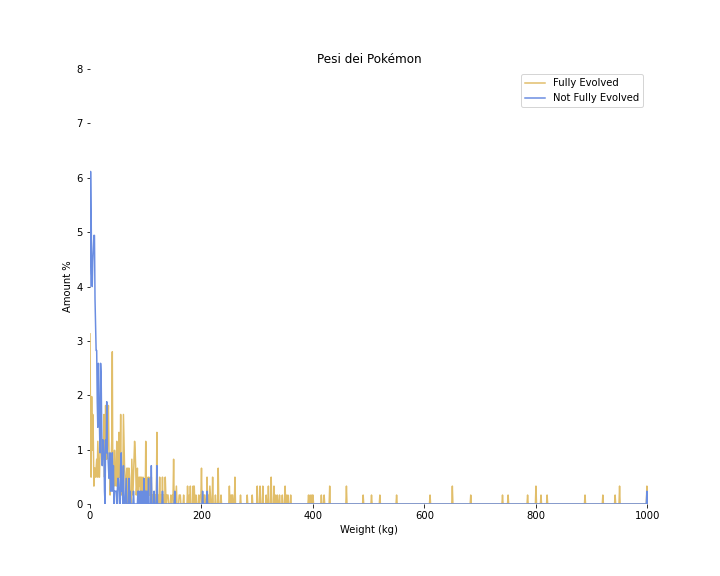 Pesi dei Pokémon
Fully Evolved
Not Fully Evolved
8
7
6
5
4
3
2
1
0
Amount %
0 200 400 600 800 1000
Weight (kg)